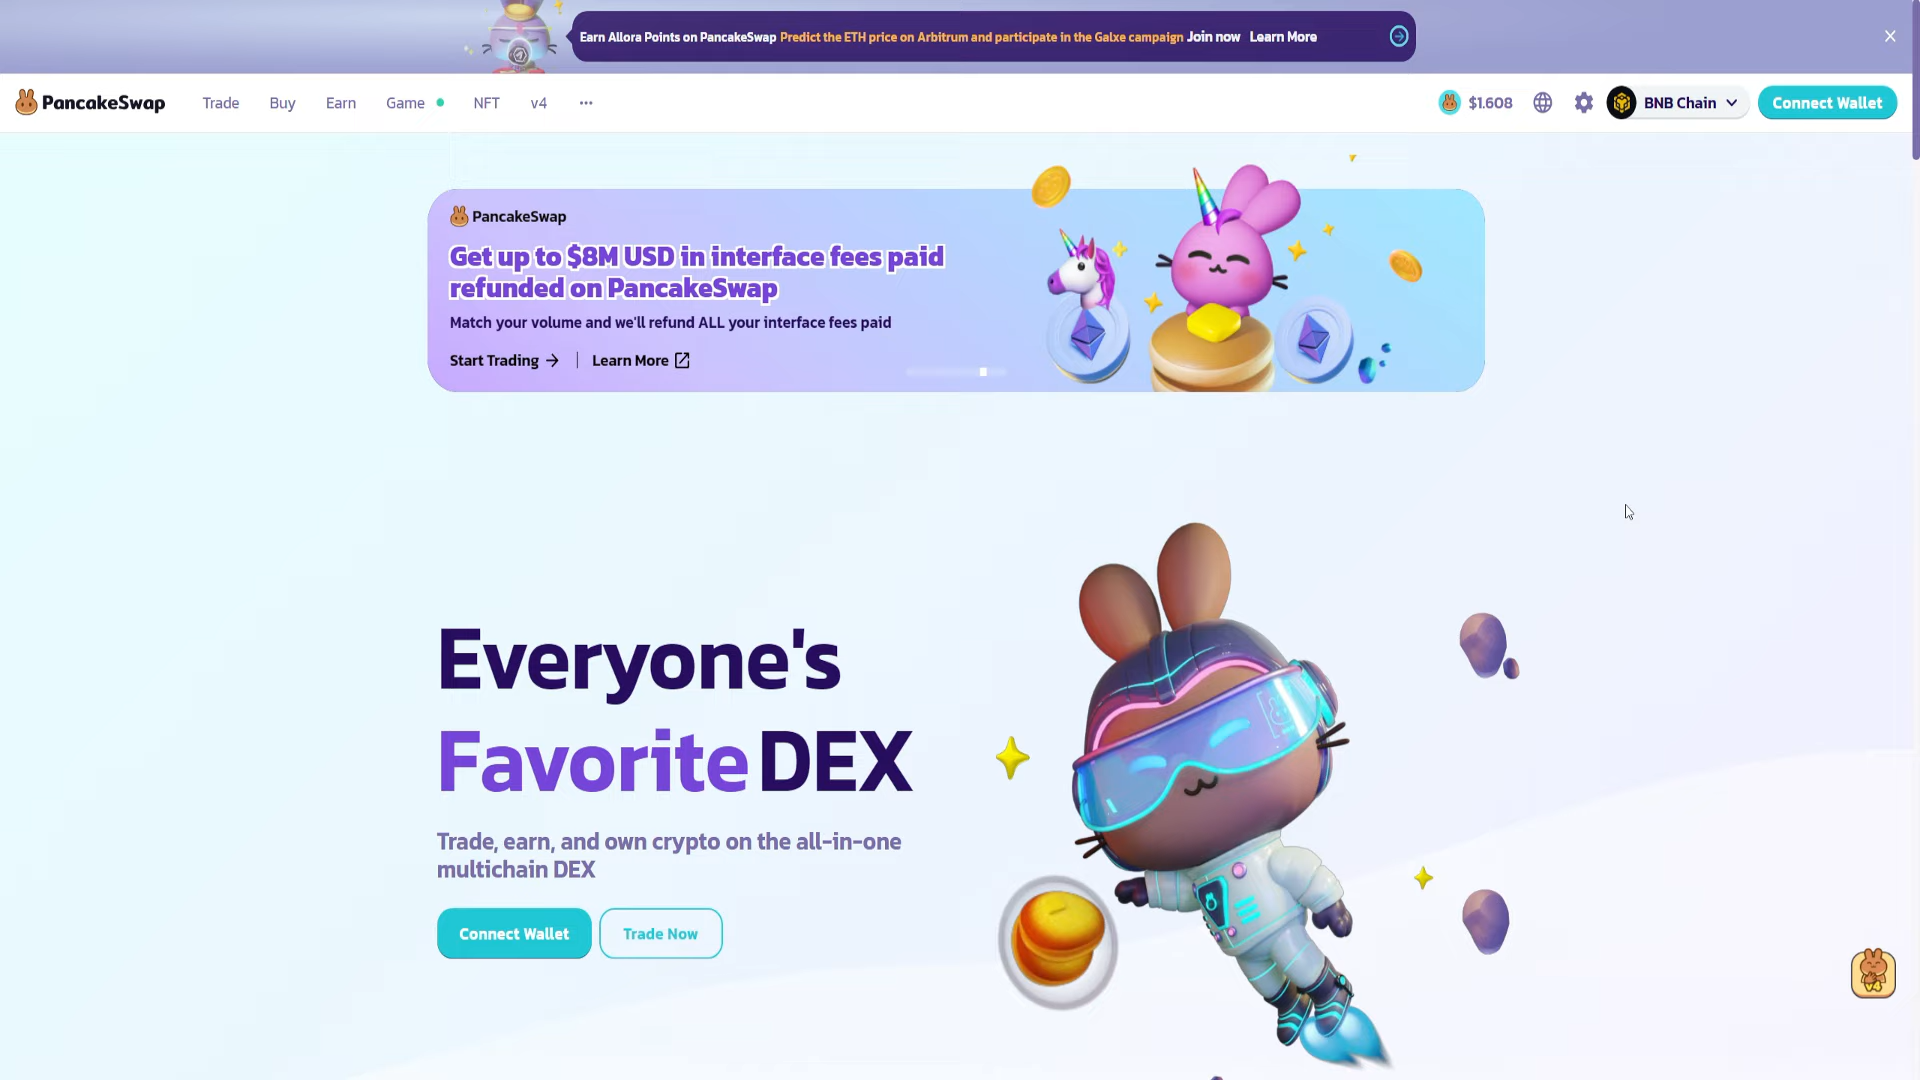 Earn Allora Points on PancakeSwap Predict the ETH price on Arbitrum and participate in the Galxe campaign Join now Learn More
PancakeSwap Trade Buy Earn Game NFT v4 $1.608 BNB Chain Connect Wallet
PancakeSwap
Get up to $8M USD in interface fees paid
refunded on PancakeSwap
Match your volume and we'll refund ALL your interface fees paid
Start Trading Learn More
Everyone's
Favorite DEX
Trade, earn, and own crypto on the all-in-one
multichain DEX
Connect Wallet Trade Now